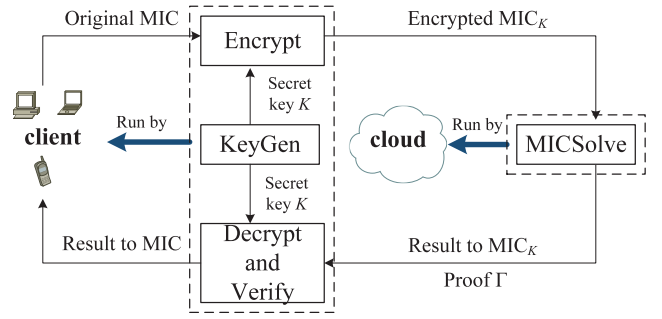 Original MIC
Encrypt
Encrypted MIC_K
Secret
key K
client
Run by
KeyGen
cloud
Run by
MICSolve
Secret
key K
Result to MIC
Decrypt
and
Verify
Result to MIC_K
Proof Γ